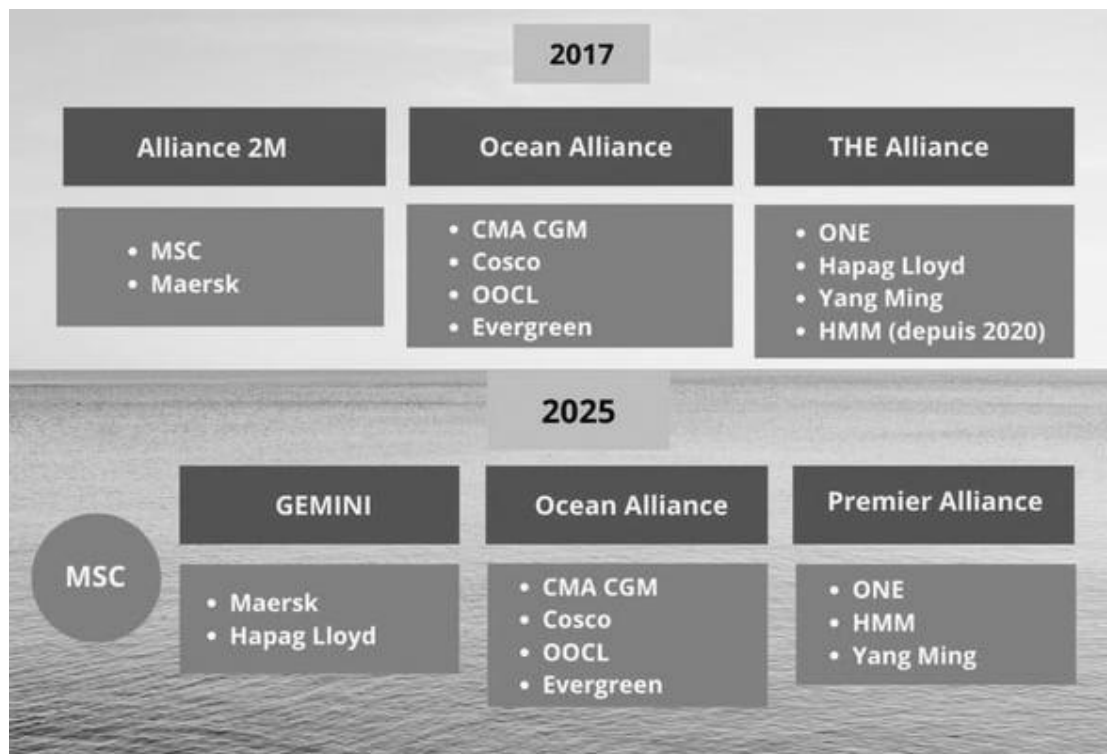 2017
Alliance 2M
Ocean Alliance
THE Alliance
• MSC
• Maersk
• CMA CGM
• Cosco
• OOCL
• Evergreen
• ONE
• Hapag Lloyd
• Yang Ming
• HMM (depuis 2020)
2025
MSC
GEMINI
Ocean Alliance
Premier Alliance
• Maersk
• Hapag Lloyd
• CMA CGM
• Cosco
• OOCL
• Evergreen
• ONE
• HMM
• Yang Ming